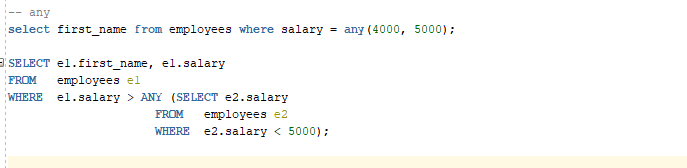 -- any
select first_name from employees where salary = any(4000, 5000);
SELECT e1.first_name, e1.salary
FROM   employees e1
WHERE  e1.salary > ANY (SELECT e2.salary
                      FROM   employees e2
                      WHERE  e2.salary < 5000);